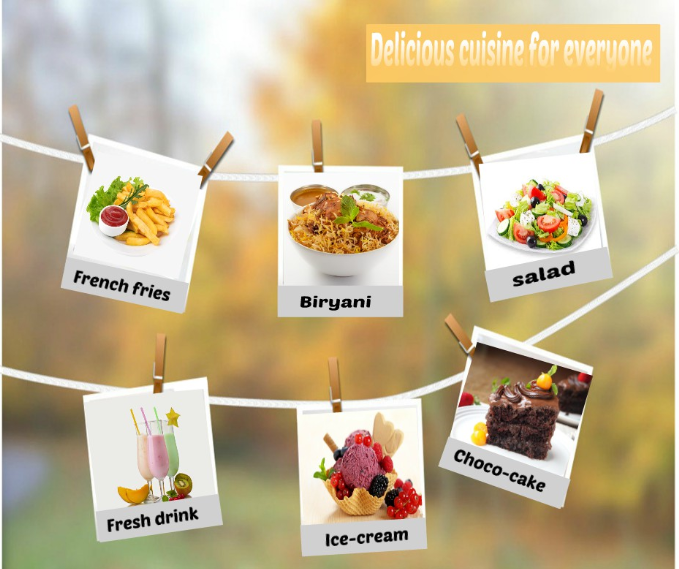 Delicious cuisine for everyone
French fries
Biryani
salad
Fresh drink
Ice-cream
Choco-cake